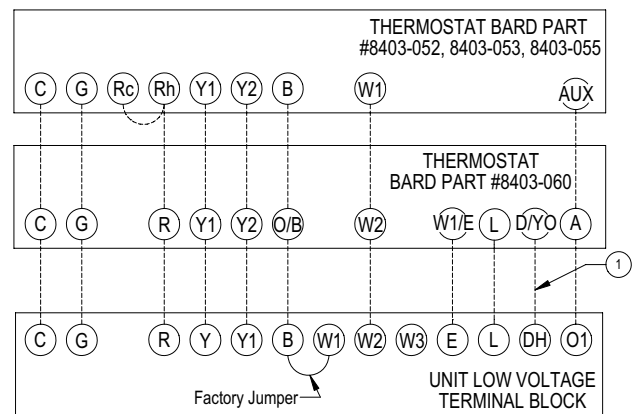 THERMOSTAT BARD PART
#8403-052, 8403-053, 8403-055
C G Rc Rh Y1 Y2 B W1 AUX
THERMOSTAT
BARD PART #8403-060
C G R Y1 Y2 O/B W2 W1/E L D/YO A
1
C G R Y Y1 B W1 W2 W3 E L DH O1
Factory Jumper
UNIT LOW VOLTAGE
TERMINAL BLOCK